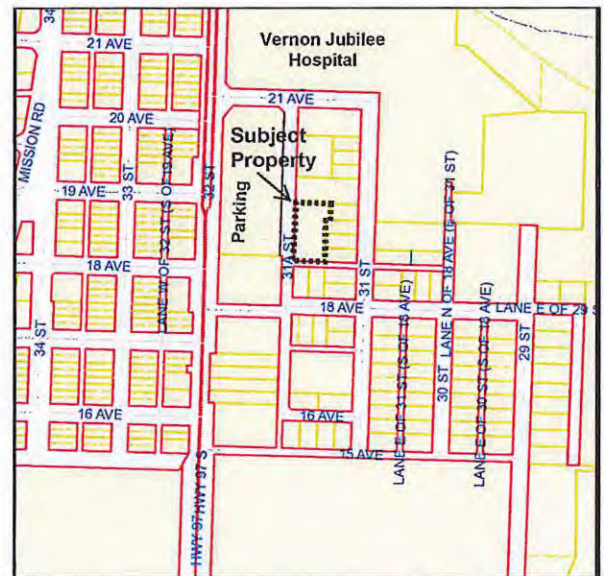 34
21 AVE
Vernon Jubilee
Hospital
21 AVE
20 AVE
MISSION RD
33 ST
LANE W OF 32 ST (S OF 19 AVE)
32 ST
Subject
Property
Parking
19 AVE
31A ST
31 ST
18 AVE
18 AVE
LANE N OF 18 AVE (E OF 31 ST)
LANE E OF 29 S
34 ST
29 ST
30 ST
LANE E OF 31 ST (S OF 18 AVE)
LANE E OF 30 ST (S OF 18 AVE)
16 AVE
16 AVE
15 AVE
HWY 97
HWY 97 S